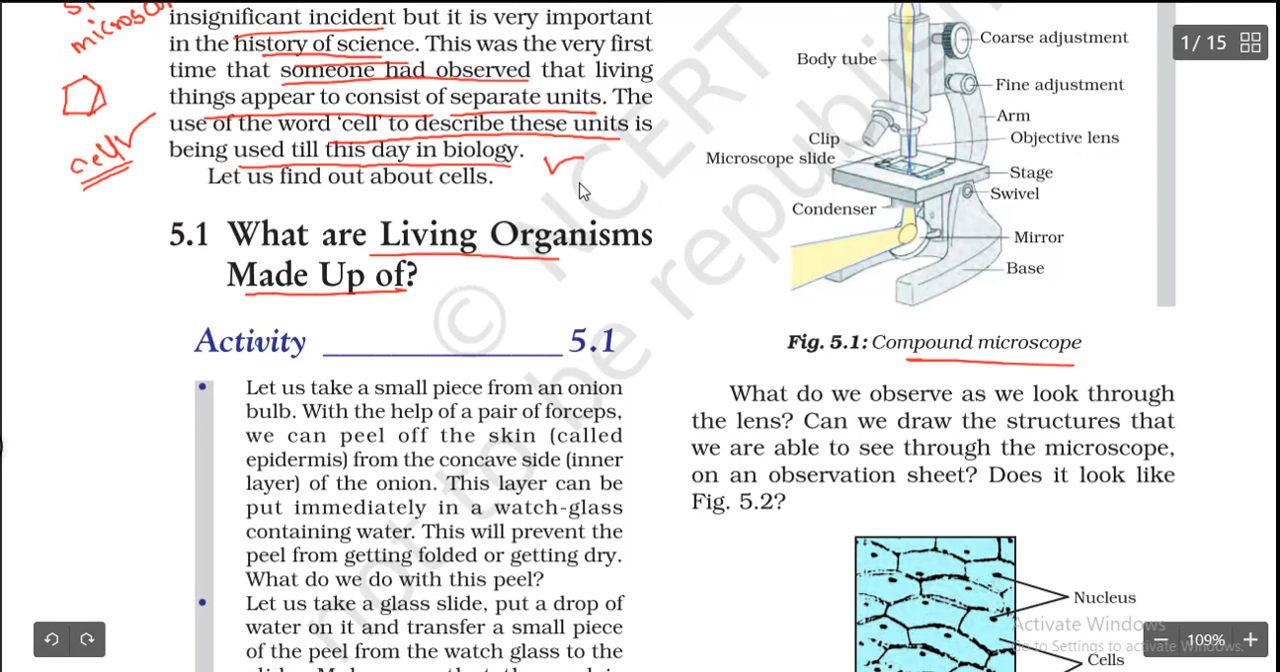 microsco
cell
insignificant incident but it is very important
in the history of science. This was the very first
time that someone had observed that living
things appear to consist of separate units. The
use of the word ‘cell’ to describe these units is
being used till this day in biology.
Let us find out about cells.
5.1 What are Living Organisms
Made Up of?
Activity ______________ 5.1
• Let us take a small piece from an onion
bulb. With the help of a pair of forceps,
we can peel off the skin (called
epidermis) from the concave side (inner
layer) of the onion. This layer can be
put immediately in a watch-glass
containing water. This will prevent the
peel from getting folded or getting dry.
What do we do with this peel?
• Let us take a glass slide, put a drop of
water on it and transfer a small piece
of the peel from the watch glass to the
Body tube
Clip
Microscope slide
Condenser
Coarse adjustment
Fine adjustment
Arm
Objective lens
Stage
Swivel
Mirror
Base
Fig. 5.1: Compound microscope
What do we observe as we look through
the lens? Can we draw the structures that
we are able to see through the microscope,
on an observation sheet? Does it look like
Fig. 5.2?
Nucleus
Cells
1 / 15
Activate Windows
Go to Settings to activate Windows.
109%
© NCERT
not to be republish